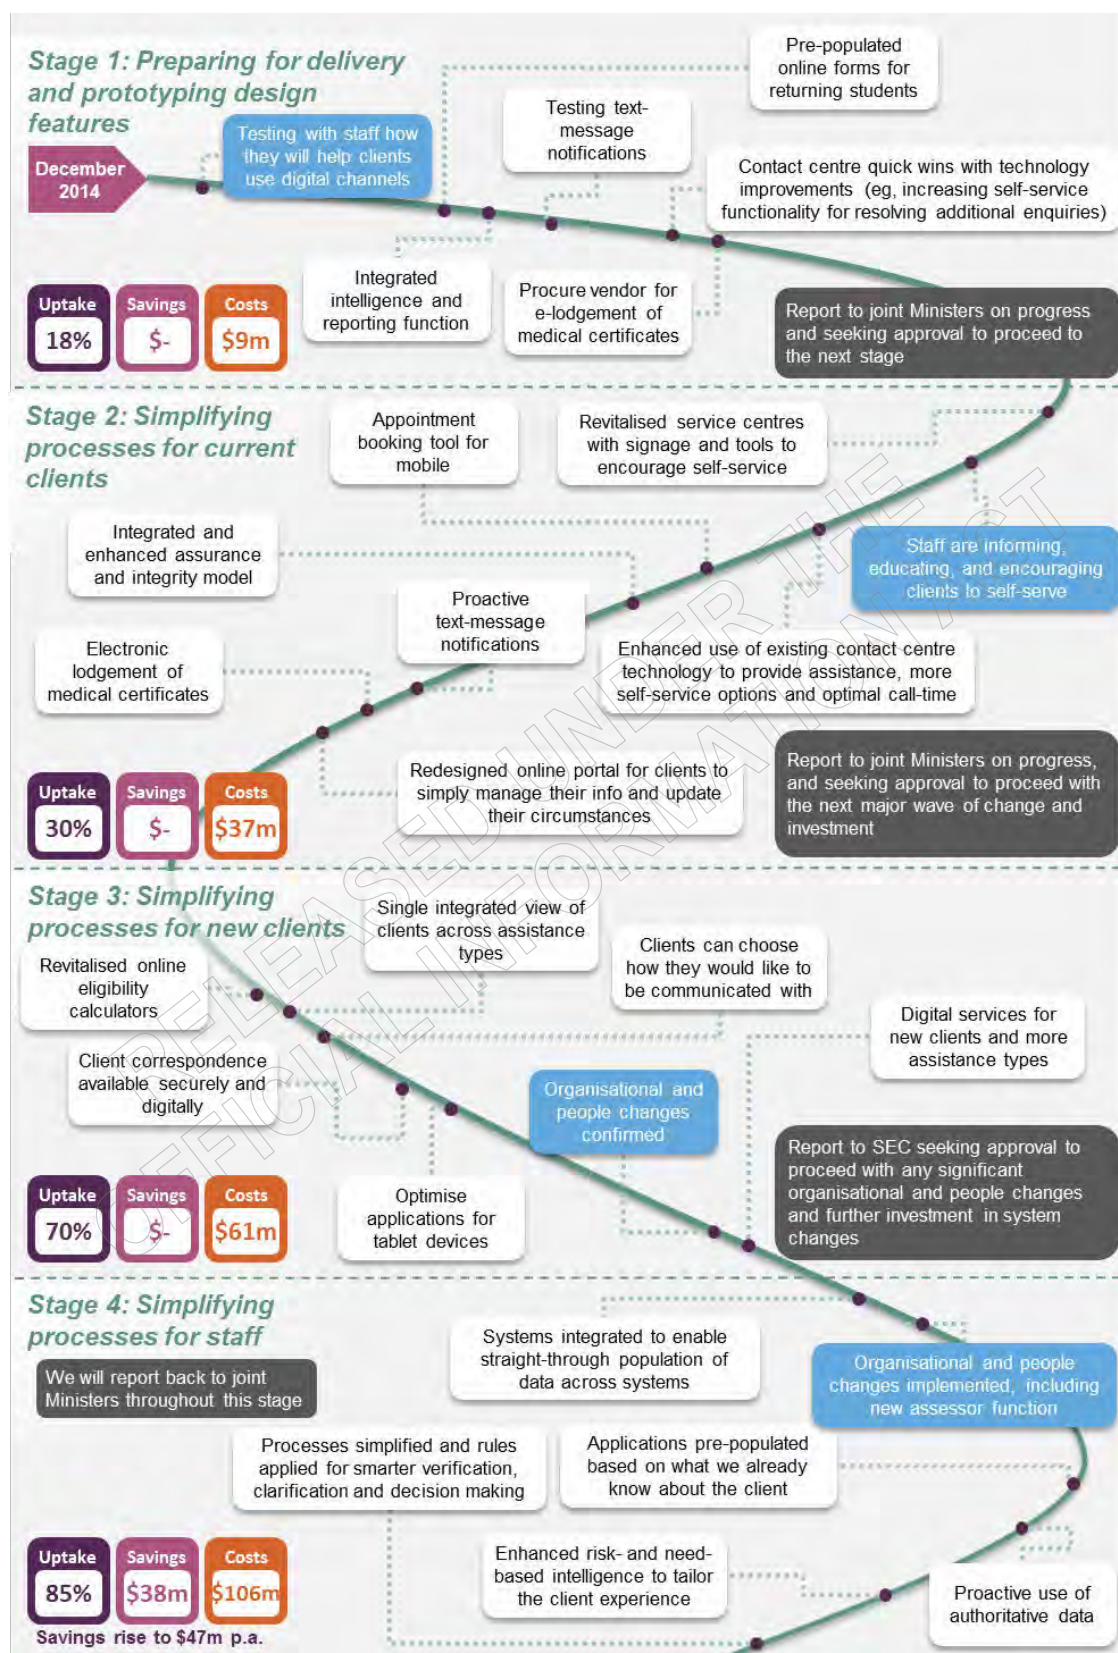 Stage 1: Preparing for delivery
and prototyping design
features
December
2014
Testing with staff how
they will help clients
use digital channels
Testing text-
message
notifications
Pre-populated
online forms for
returning students
Contact centre quick wins with technology
improvements (eg, increasing self-service
functionality for resolving additional enquiries)
Integrated
intelligence and
reporting function
Procure vendor for
e-lodgement of
medical certificates
Report to joint Ministers on progress
and seeking approval to proceed to
the next stage
Uptake
18%
Savings
$-
Costs
$9m
Stage 2: Simplifying
processes for current
clients
Appointment
booking tool for
mobile
Revitalised service centres
with signage and tools to
encourage self-service
Integrated and
enhanced assurance
and integrity model
Staff are informing,
educating, and encouraging
clients to self-serve
Proactive
text-message
notifications
Electronic
lodgement of
medical certificates
Enhanced use of existing contact centre
technology to provide assistance, more
self-service options and optimal call-time
Redesigned online portal for clients to
simply manage their info and update
their circumstances
Report to joint Ministers on progress,
and seeking approval to proceed with
the next major wave of change and
investment
Uptake
30%
Savings
$-
Costs
$37m
Stage 3: Simplifying
processes for new clients
Single integrated view of
clients across assistance
types
Revitalised online
eligibility
calculators
Clients can choose
how they would like to
be communicated with
Digital services for
new clients and more
assistance types
Client correspondence
available securely and
digitally
Organisational and
people changes
confirmed
Optimise
applications for
tablet devices
Report to SEC seeking approval to
proceed with any significant
organisational and people changes
and further investment in system
changes
Uptake
70%
Savings
$-
Costs
$61m
Stage 4: Simplifying
processes for staff
We will report back to joint
Ministers throughout this stage
Systems integrated to enable
straight-through population of
data across systems
Organisational and people
changes implemented, including
new assessor function
Processes simplified and rules
applied for smarter verification,
clarification and decision making
Applications pre-populated
based on what we already
know about the client
Enhanced risk- and need-
based intelligence to tailor
the client experience
Proactive use of
authoritative data
Uptake
85%
Savings
$38m
Costs
$106m
Savings rise to $47m p.a.
RELEASED UNDER THE
OFFICIAL INFORMATION ACT